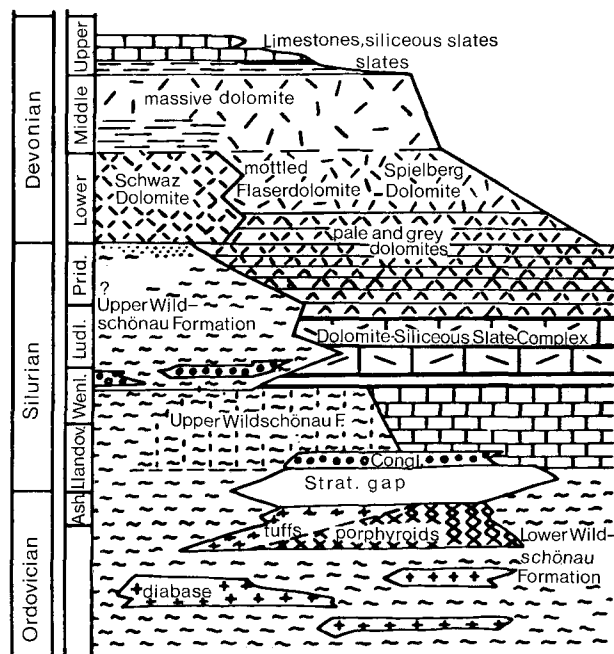 Devonian
Silurian
Ordovician
Upper
Middle
Lower
Prid.
Ludl.
Wenl.
Llandov.
Ash.
Limestones, siliceous slates
slates
massive dolomite
Schwaz
Dolomite
mottled
Flaserdolomite
Spielberg
Dolomite
pale and grey
dolomites
?
Upper Wild-
schönau Formation
Dolomite-Siliceous Slate-Complex
Upper Wildschönau F.
Congl.
Strat. gap
tuffs
porphyroids
Lower Wild-
schönau
Formation
diabase